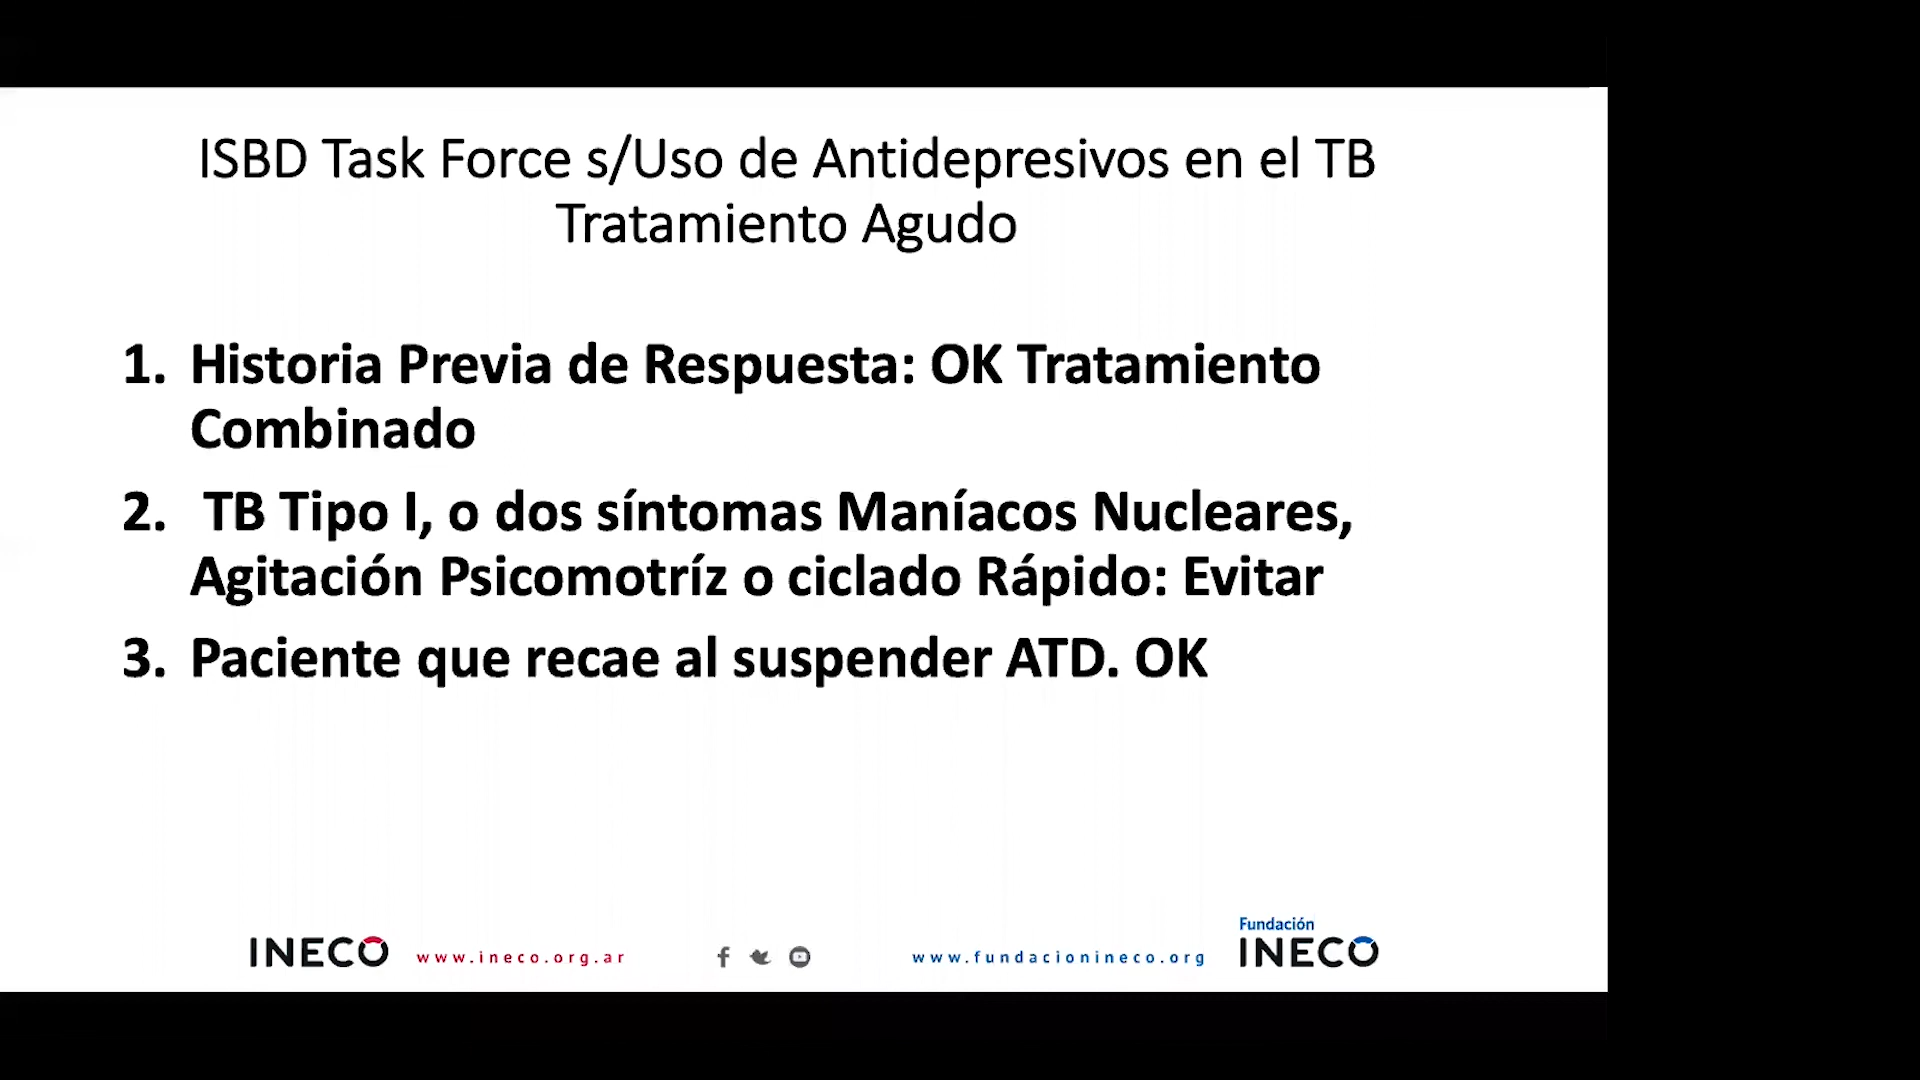 ISBD Task Force s/Uso de Antidepresivos en el TB
Tratamiento Agudo
1. Historia Previa de Respuesta: OK Tratamiento
Combinado
2. TB Tipo I, o dos síntomas Maníacos Nucleares,
Agitación Psicomotríz o ciclado Rápido: Evitar
3. Paciente que recae al suspender ATD. OK
INECO www.ineco.org.ar
www.fundacionineco.org
Fundación
INECO